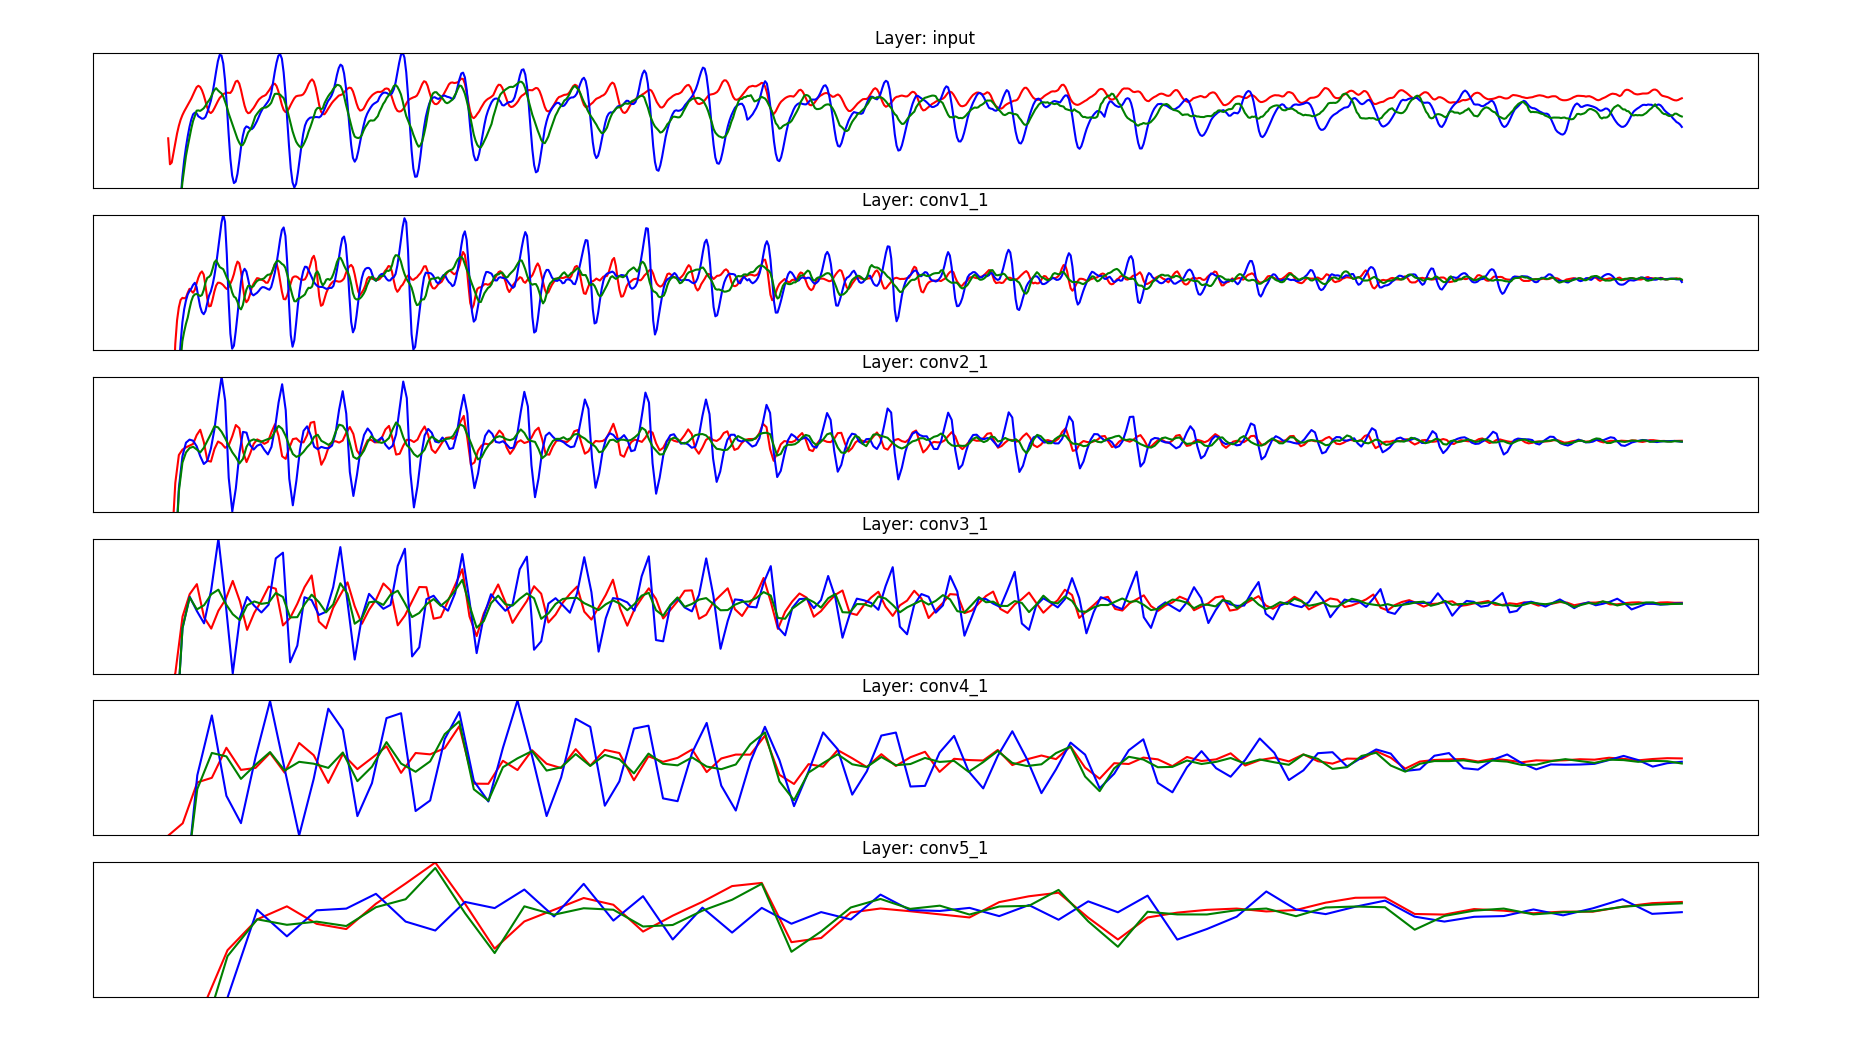 Layer: input
Layer: conv1_1
Layer: conv2_1
Layer: conv3_1
Layer: conv4_1
Layer: conv5_1